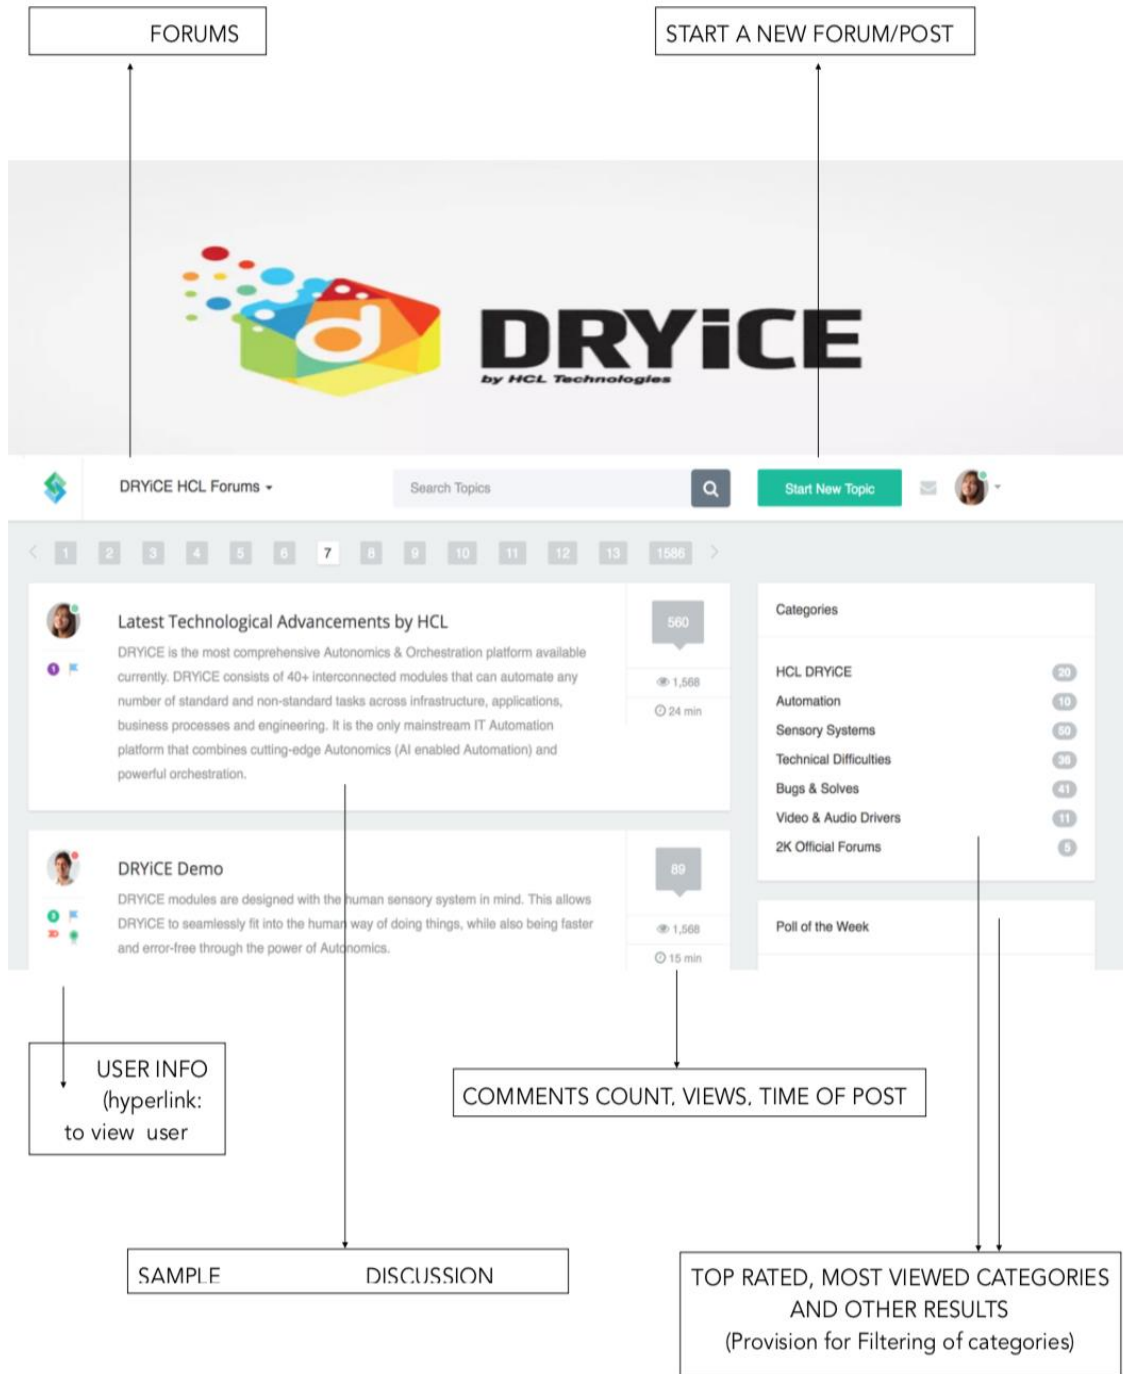 FORUMS
START A NEW FORUM/POST
d
DRYiCE
by HCL Technologies
DRYiCE HCL Forums
Search Topics
Start New Topic
1 2 3 4 5 6 7 8 9 10 11 12 13 1586
Latest Technological Advancements by HCL
DRYiCE is the most comprehensive Autonomics & Orchestration platform available
currently. DRYiCE consists of 40+ interconnected modules that can automate any
number of standard and non-standard tasks across infrastructure, applications,
business processes and engineering. It is the only mainstream IT Automation
platform that combines cutting-edge Autonomics (AI enabled Automation) and
powerful orchestration.
1
560
1,568
24 min
Categories
HCL DRYiCE 20
Automation 10
Sensory Systems 50
Technical Difficulties 36
Bugs & Solves 41
Video & Audio Drivers 11
2K Official Forums 5
DRYiCE Demo
DRYiCE modules are designed with the human sensory system in mind. This allows
DRYiCE to seamlessly fit into the human way of doing things, while also being faster
and error-free through the power of Autonomics.
89
1,568
15 min
Poll of the Week
USER INFO
(hyperlink:
to view user
COMMENTS COUNT, VIEWS, TIME OF POST
SAMPLE DISCUSSION
TOP RATED, MOST VIEWED CATEGORIES
AND OTHER RESULTS
(Provision for Filtering of categories)